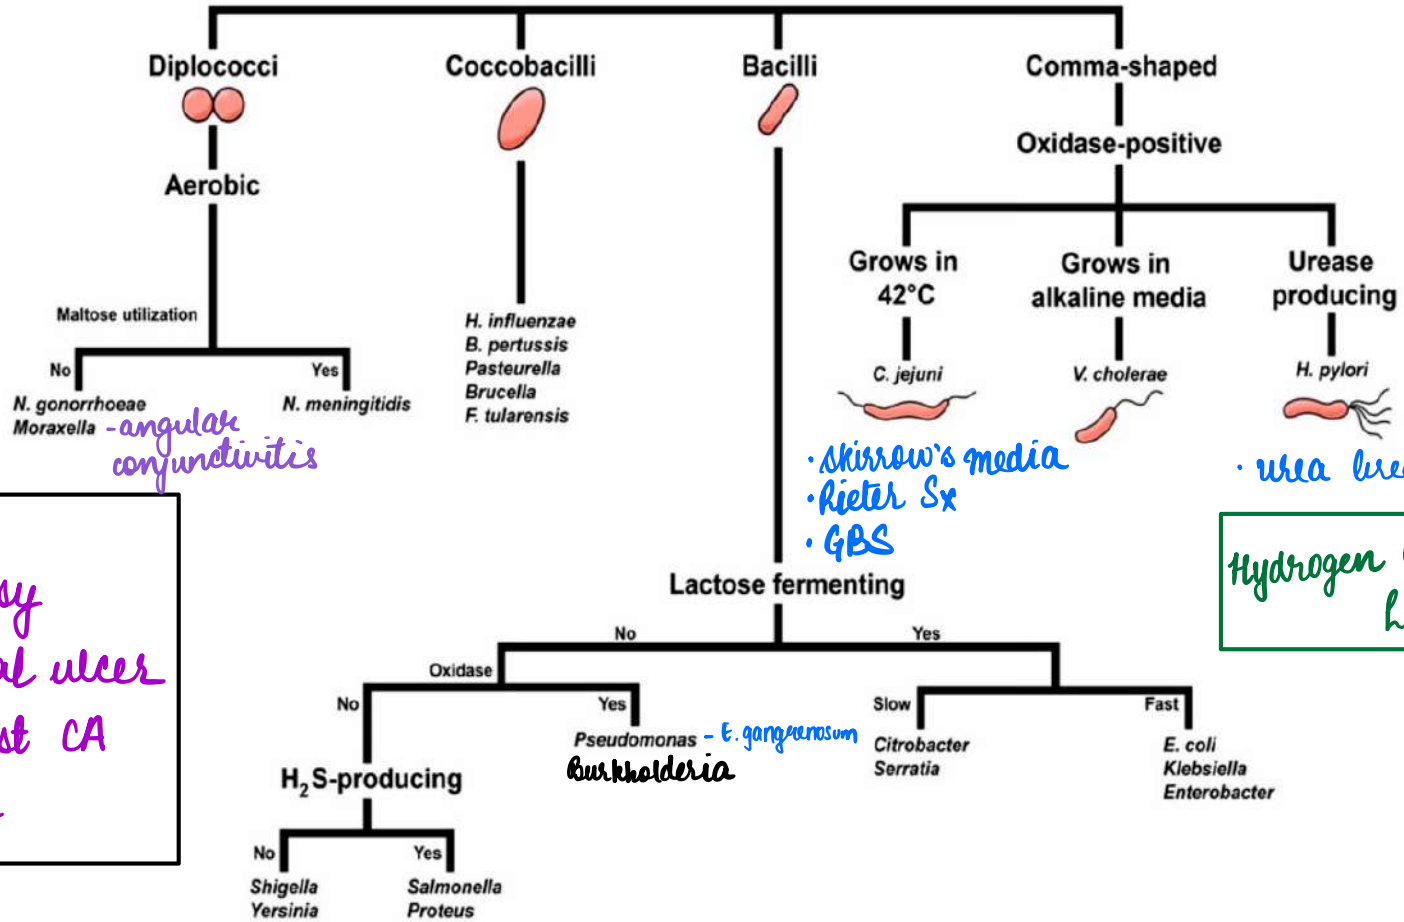 Diplococci
Coccobacilli
Bacilli
Comma-shaped
Aerobic
Oxidase-positive
Maltose utilization
No
Yes
N. gonorrhoeae
Moraxella - angular
conjunctivitis
N. meningitidis
H. influenzae
B. pertussis
Pasteurella
Brucella
F. tularensis
Grows in
42°C
Grows in
alkaline media
Urease
producing
C. jejuni
V. cholerae
H. pylori
· skirrow's media
· Rieter Sx
· GBS
· urea
Hydrogen
ulcer
CA
Lactose fermenting
No
Yes
Oxidase
No
Yes
Slow
Fast
Pseudomonas - E. gangrenosum
Burkholderia
Citrobacter
Serratia
E. coli
Klebsiella
Enterobacter
H₂S-producing
No
Yes
Shigella
Yersinia
Salmonella
Proteus